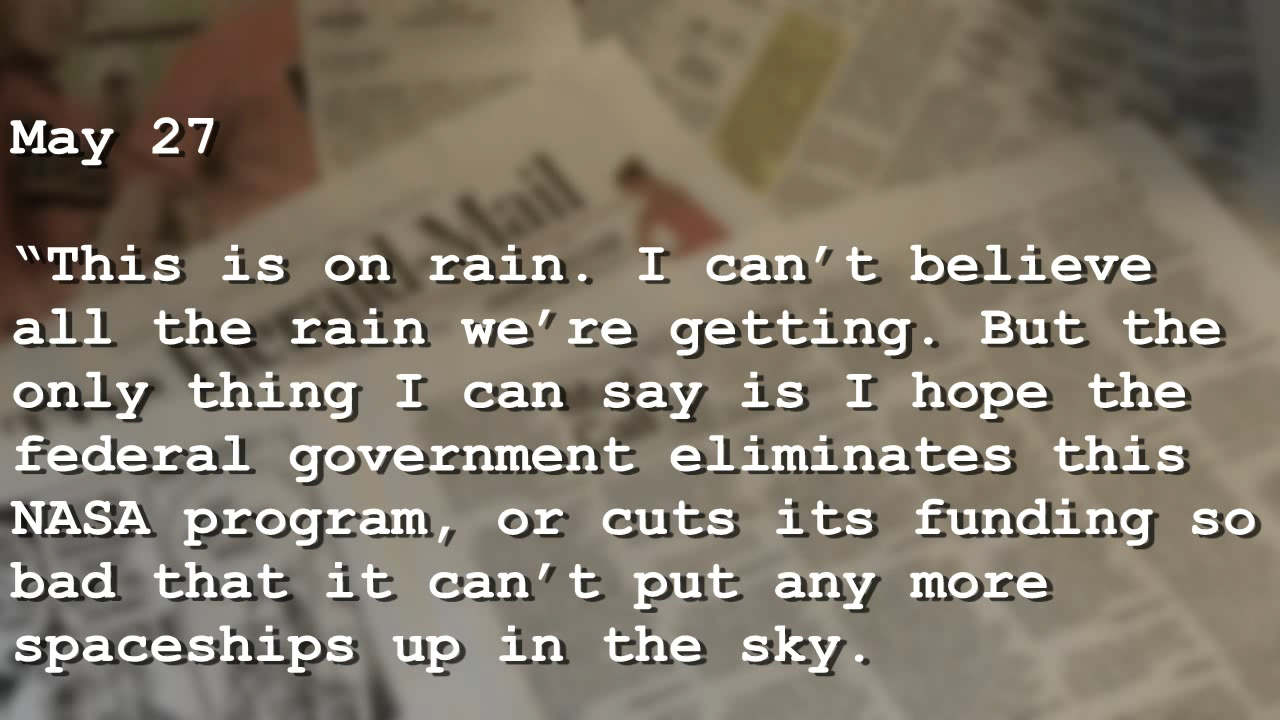 May 27
“This is on rain. I can’t believe
all the rain we’re getting. But the
only thing I can say is I hope the
federal government eliminates this
NASA program, or cuts its funding so
bad that it can’t put any more
spaceships up in the sky.
Herald Mail